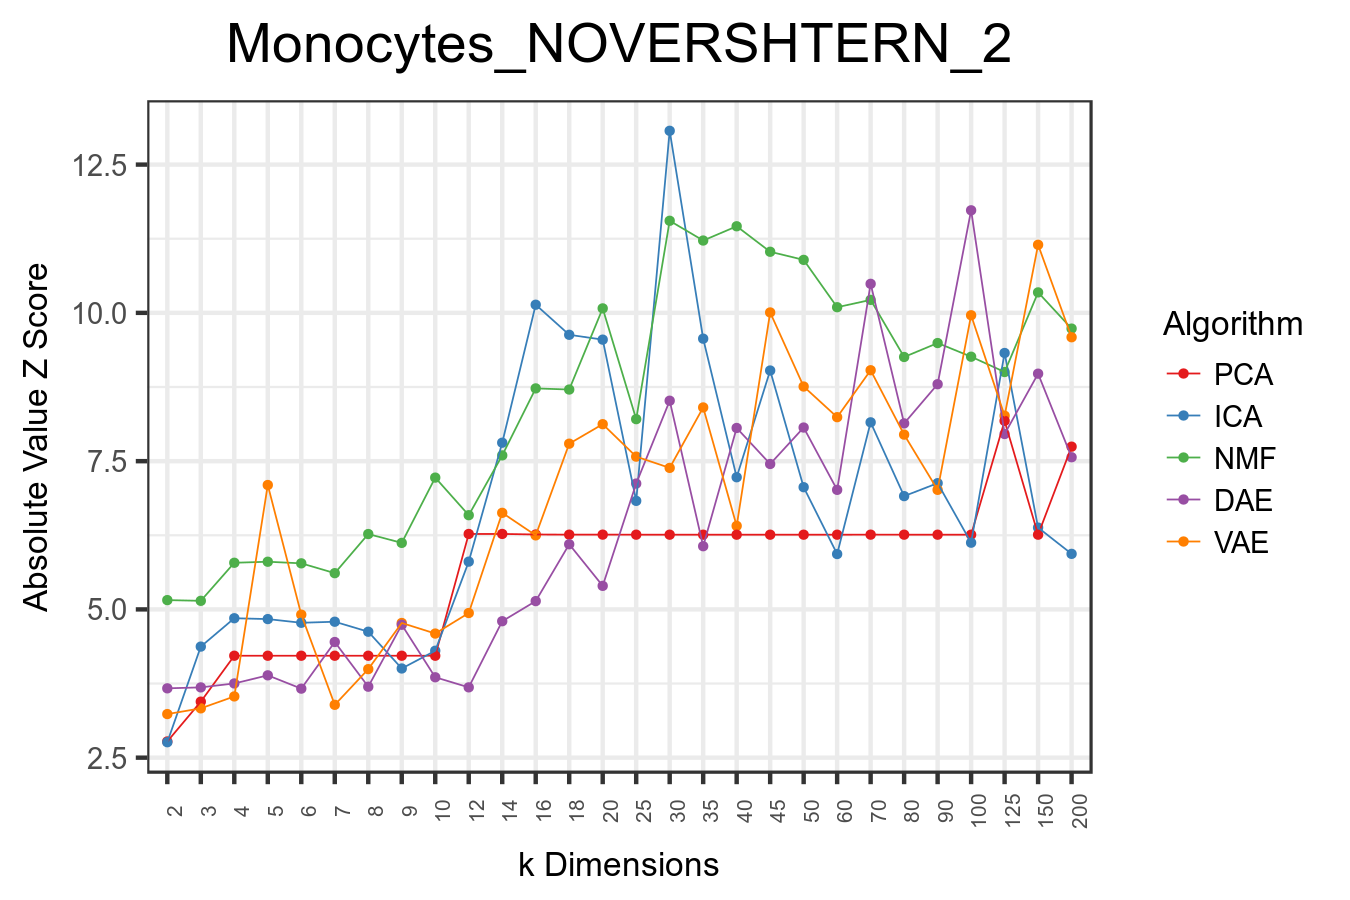 Monocytes_NOVERSHTERN_2
Absolute Value Z Score
12.5
10.0
7.5
5.0
2.5
2 3 4 5 6 7 8 9 10 12 14 16 18 20 25 30 35 40 45 50 60 70 80 90 100 125 150 200
k Dimensions
Algorithm
PCA
ICA
NMF
DAE
VAE